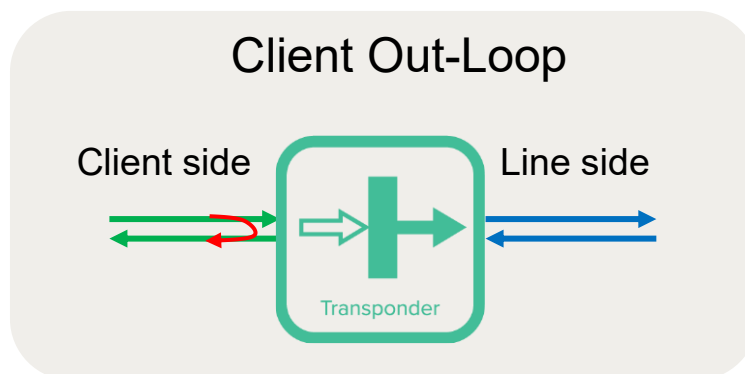 Client Out-Loop
Client side
Line side
Transponder